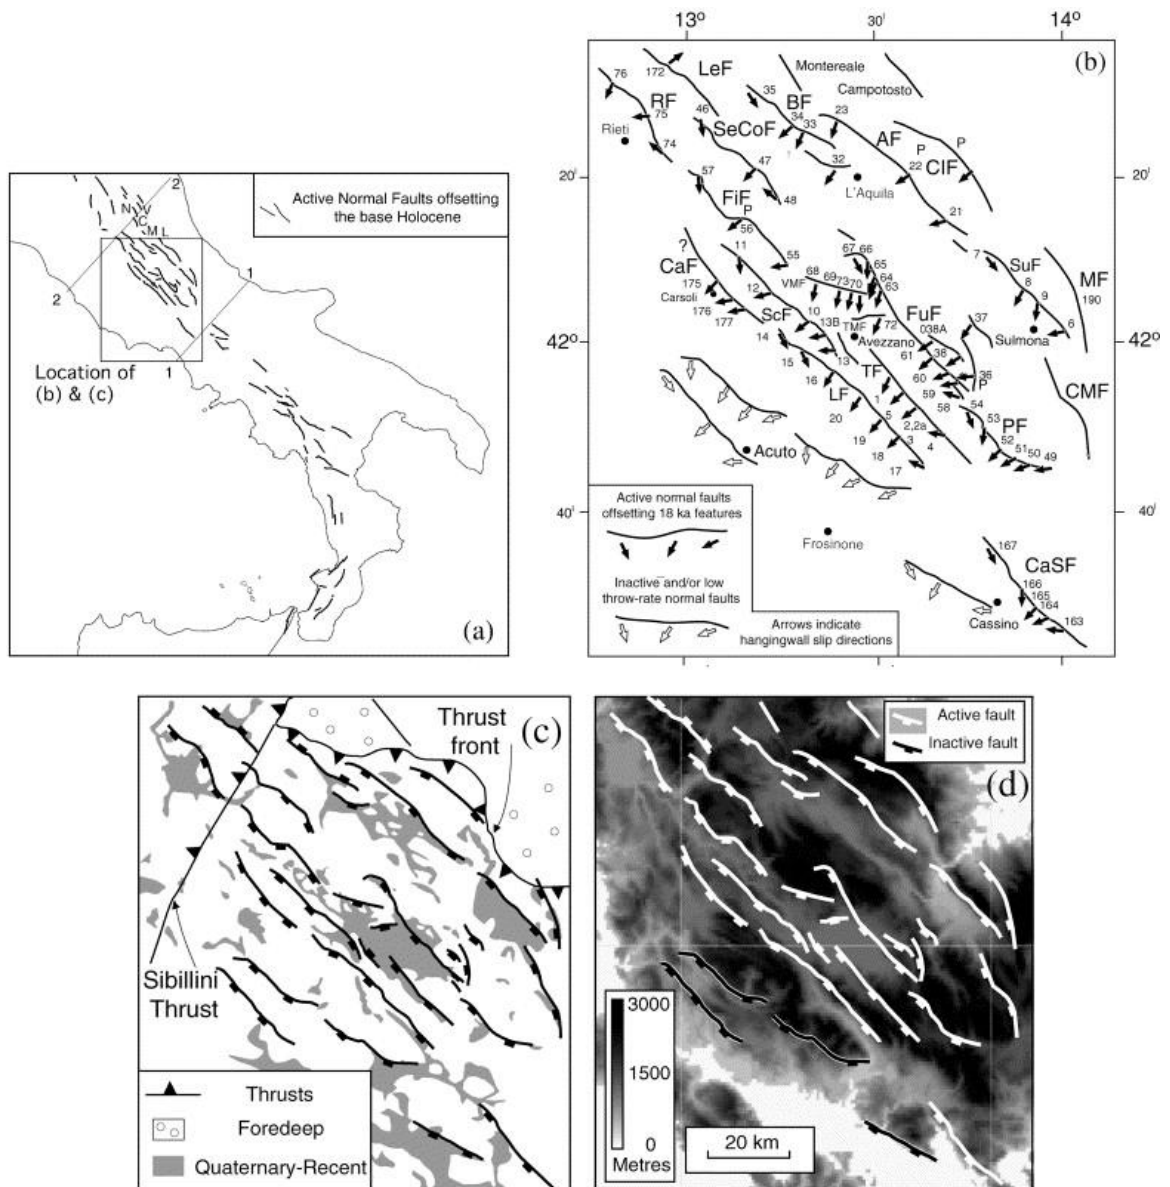 Active Normal Faults offsetting
the base Holocene
2
N
V
C
M L
1
2
1
Location of
(b) & (c)
(a)
13º
30'
14º
(b)
76
172
LeF
Montereale
Campotosto
RF
75
Rieti
74
46
35
BF
34
33
23
SeCoF
AF
P
P
22
ClF
20'
20'
57
47
32
L'Aquila
48
21
FiF
P
56
55
?
11
CaF
175
Carsoli
176
177
12
67
66
65
64
63
68
69
73
70
VMF
7
SuF
8
9
6
MF
190
Sulmona
ScF
10
13B
TMF
72
Avezzano
FuF
038A
37
42º
42º
14
13
61
38
15
TF
60
36
P
16
LF
1
59
58
54
CMF
20
5
2,2a
53
PF
19
3
4
52
51
50
49
18
17
Acuto
40'
40'
Active normal faults
offsetting 18 ka features
Frosinone
Inactive and/or low
throw-rate normal faults
Arrows indicate
hangingwall slip directions
167
CaSF
166
165
164
163
Cassino
13º
30'
14º
Thrust
front
(c)
Sibillini
Thrust
Thrusts
Foredeep
Quaternary-Recent
Active fault
Inactive fault
(d)
3000
1500
0
Metres
20 km